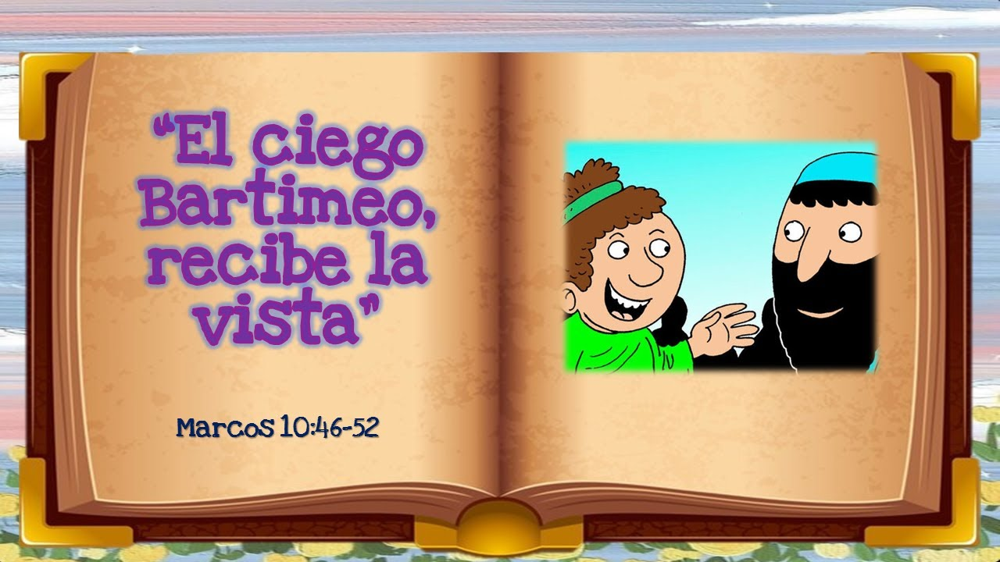 “El ciego
Bartimeo,
recibe la
vista”
Marcos 10:46-52